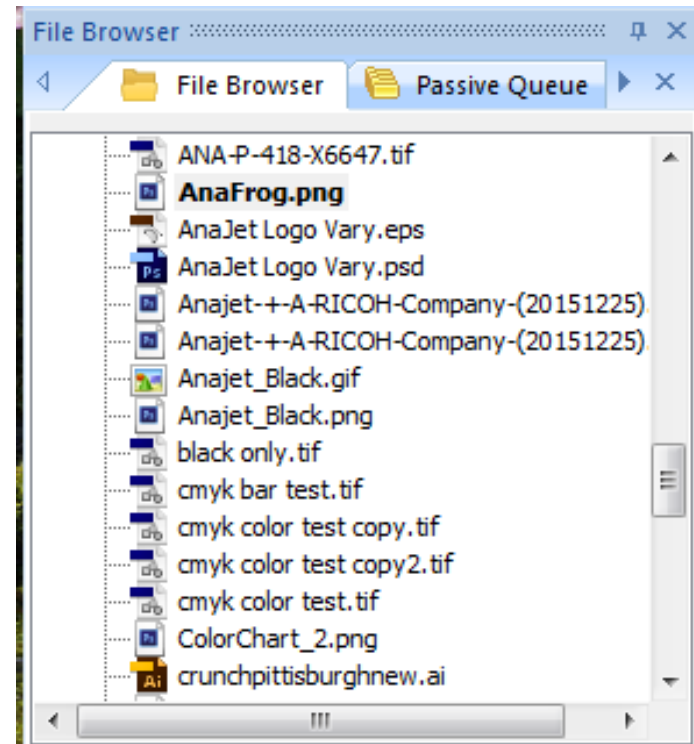 File Browser
File Browser Passive Queue
ANA-P-418-X6647.tif
AnaFrog.png
AnaJet Logo Vary.eps
AnaJet Logo Vary.psd
Anajet-+-A-RICOH-Company-(20151225).
Anajet-+-A-RICOH-Company-(20151225).
Anajet_Black.gif
Anajet_Black.png
black only.tif
cmyk bar test.tif
cmyk color test copy.tif
cmyk color test copy2.tif
cmyk color test.tif
ColorChart_2.png
crunchpittisburghnew.ai